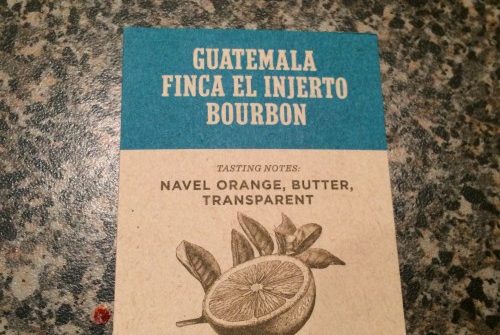 GUATEMALA
FINCA EL INJERTO
BOURBON
TASTING NOTES:
NAVEL ORANGE, BUTTER,
TRANSPARENT